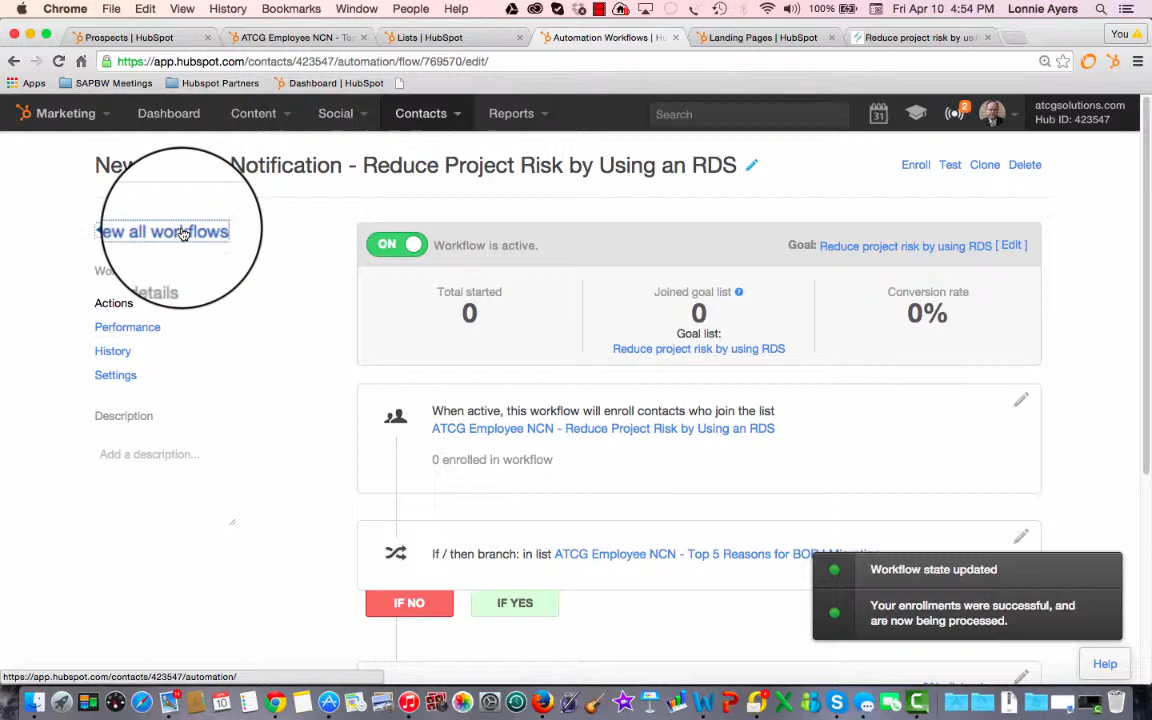 Chrome File Edit View History Bookmarks Window People Help 100% Fri Apr 10 4:54 PM Lonnie Ayers
Prospects | HubSpot × ATCG Employee NCN - To × Lists | HubSpot × Automation Workflows | Hu × Landing Pages | HubSpot × Reduce project risk by usi × You
https://app.hubspot.com/contacts/423547/automation/flow/769570/edit/
Apps SAPBW Meetings Hubspot Partners Dashboard | HubSpot
Marketing Dashboard Content Social Contacts Reports Search 31 2 atcgsolutions.com
Hub ID: 423547
New Notification - Reduce Project Risk by Using an RDS Enroll Test Clone Delete
ew all workflows
Wo
etails
Actions
Performance
History
Settings
Description
Add a description...
ON Workflow is active. Goal: Reduce project risk by using RDS [ Edit ]
Total started Joined goal list ? Conversion rate
0 0 0%
Goal list:
Reduce project risk by using RDS
When active, this workflow will enroll contacts who join the list
ATCG Employee NCN - Reduce Project Risk by Using an RDS
0 enrolled in workflow
If / then branch: in list ATCG Employee NCN - Top 5 Reasons for
IF NO IF YES
Workflow state updated
Your enrollments were successful, and
are now being processed.
Help
https://app.hubspot.com/contacts/423547/automation/